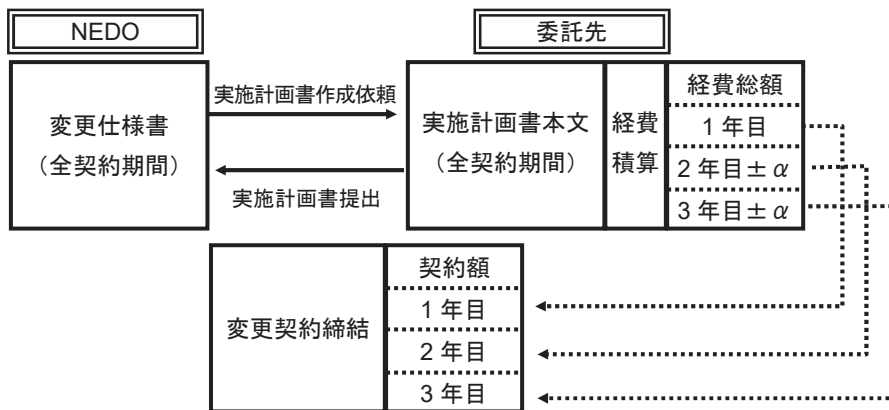 NEDO
委託先
変更仕様書
（全契約期間）
実施計画書作成依頼
実施計画書提出
実施計画書本文
（全契約期間）
経費
積算
経費総額
1 年目
2 年目± α
3 年目± α
変更契約締結
契約額
1 年目
2 年目
3 年目